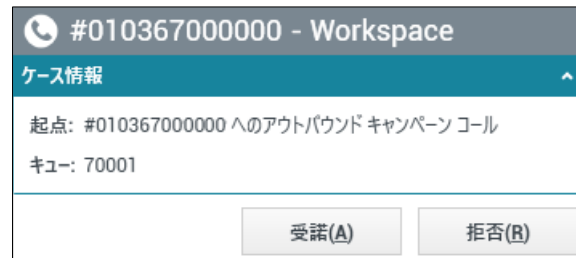 #010367000000 - Workspace
ケース情報
起点: #010367000000 へのアウトバウンド キャンペーン コール
キュー: 70001
受諾(A) 拒否(R)